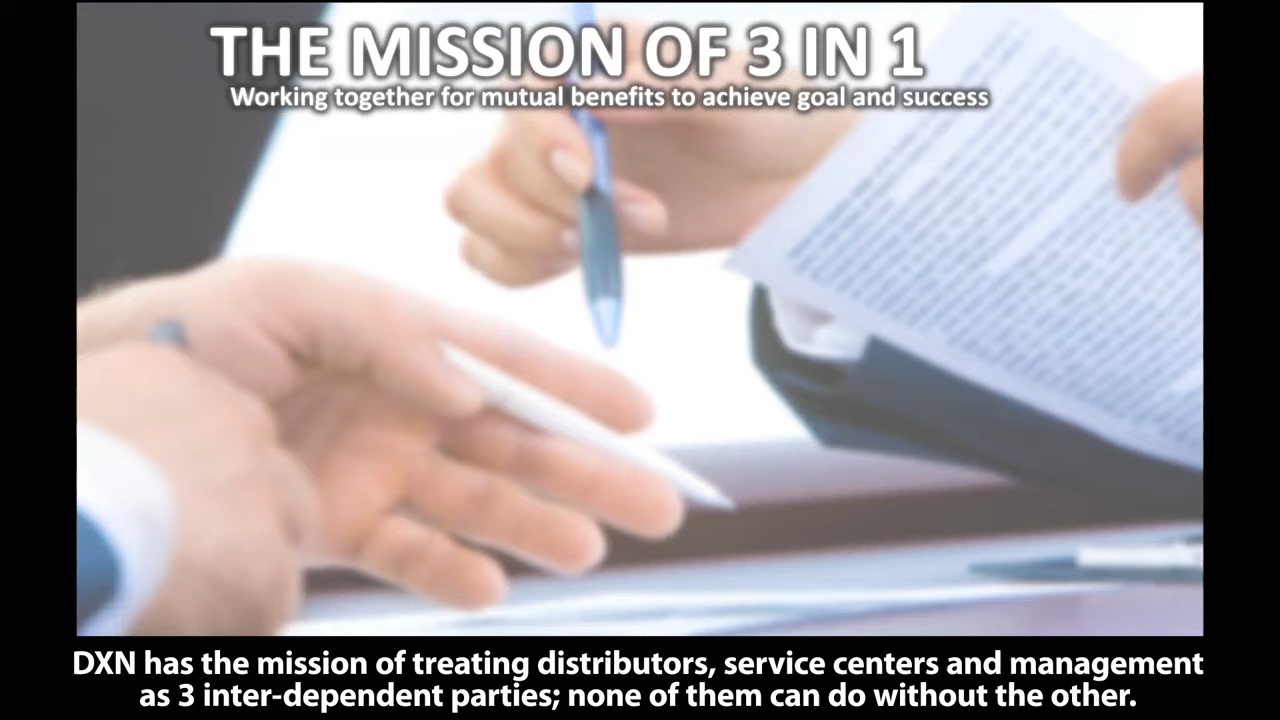 THE MISSION OF 3 IN 1
Working together for mutual benefits to achieve goal and success
DXN has the mission of treating distributors, service centers and management
as 3 inter-dependent parties; none of them can do without the other.